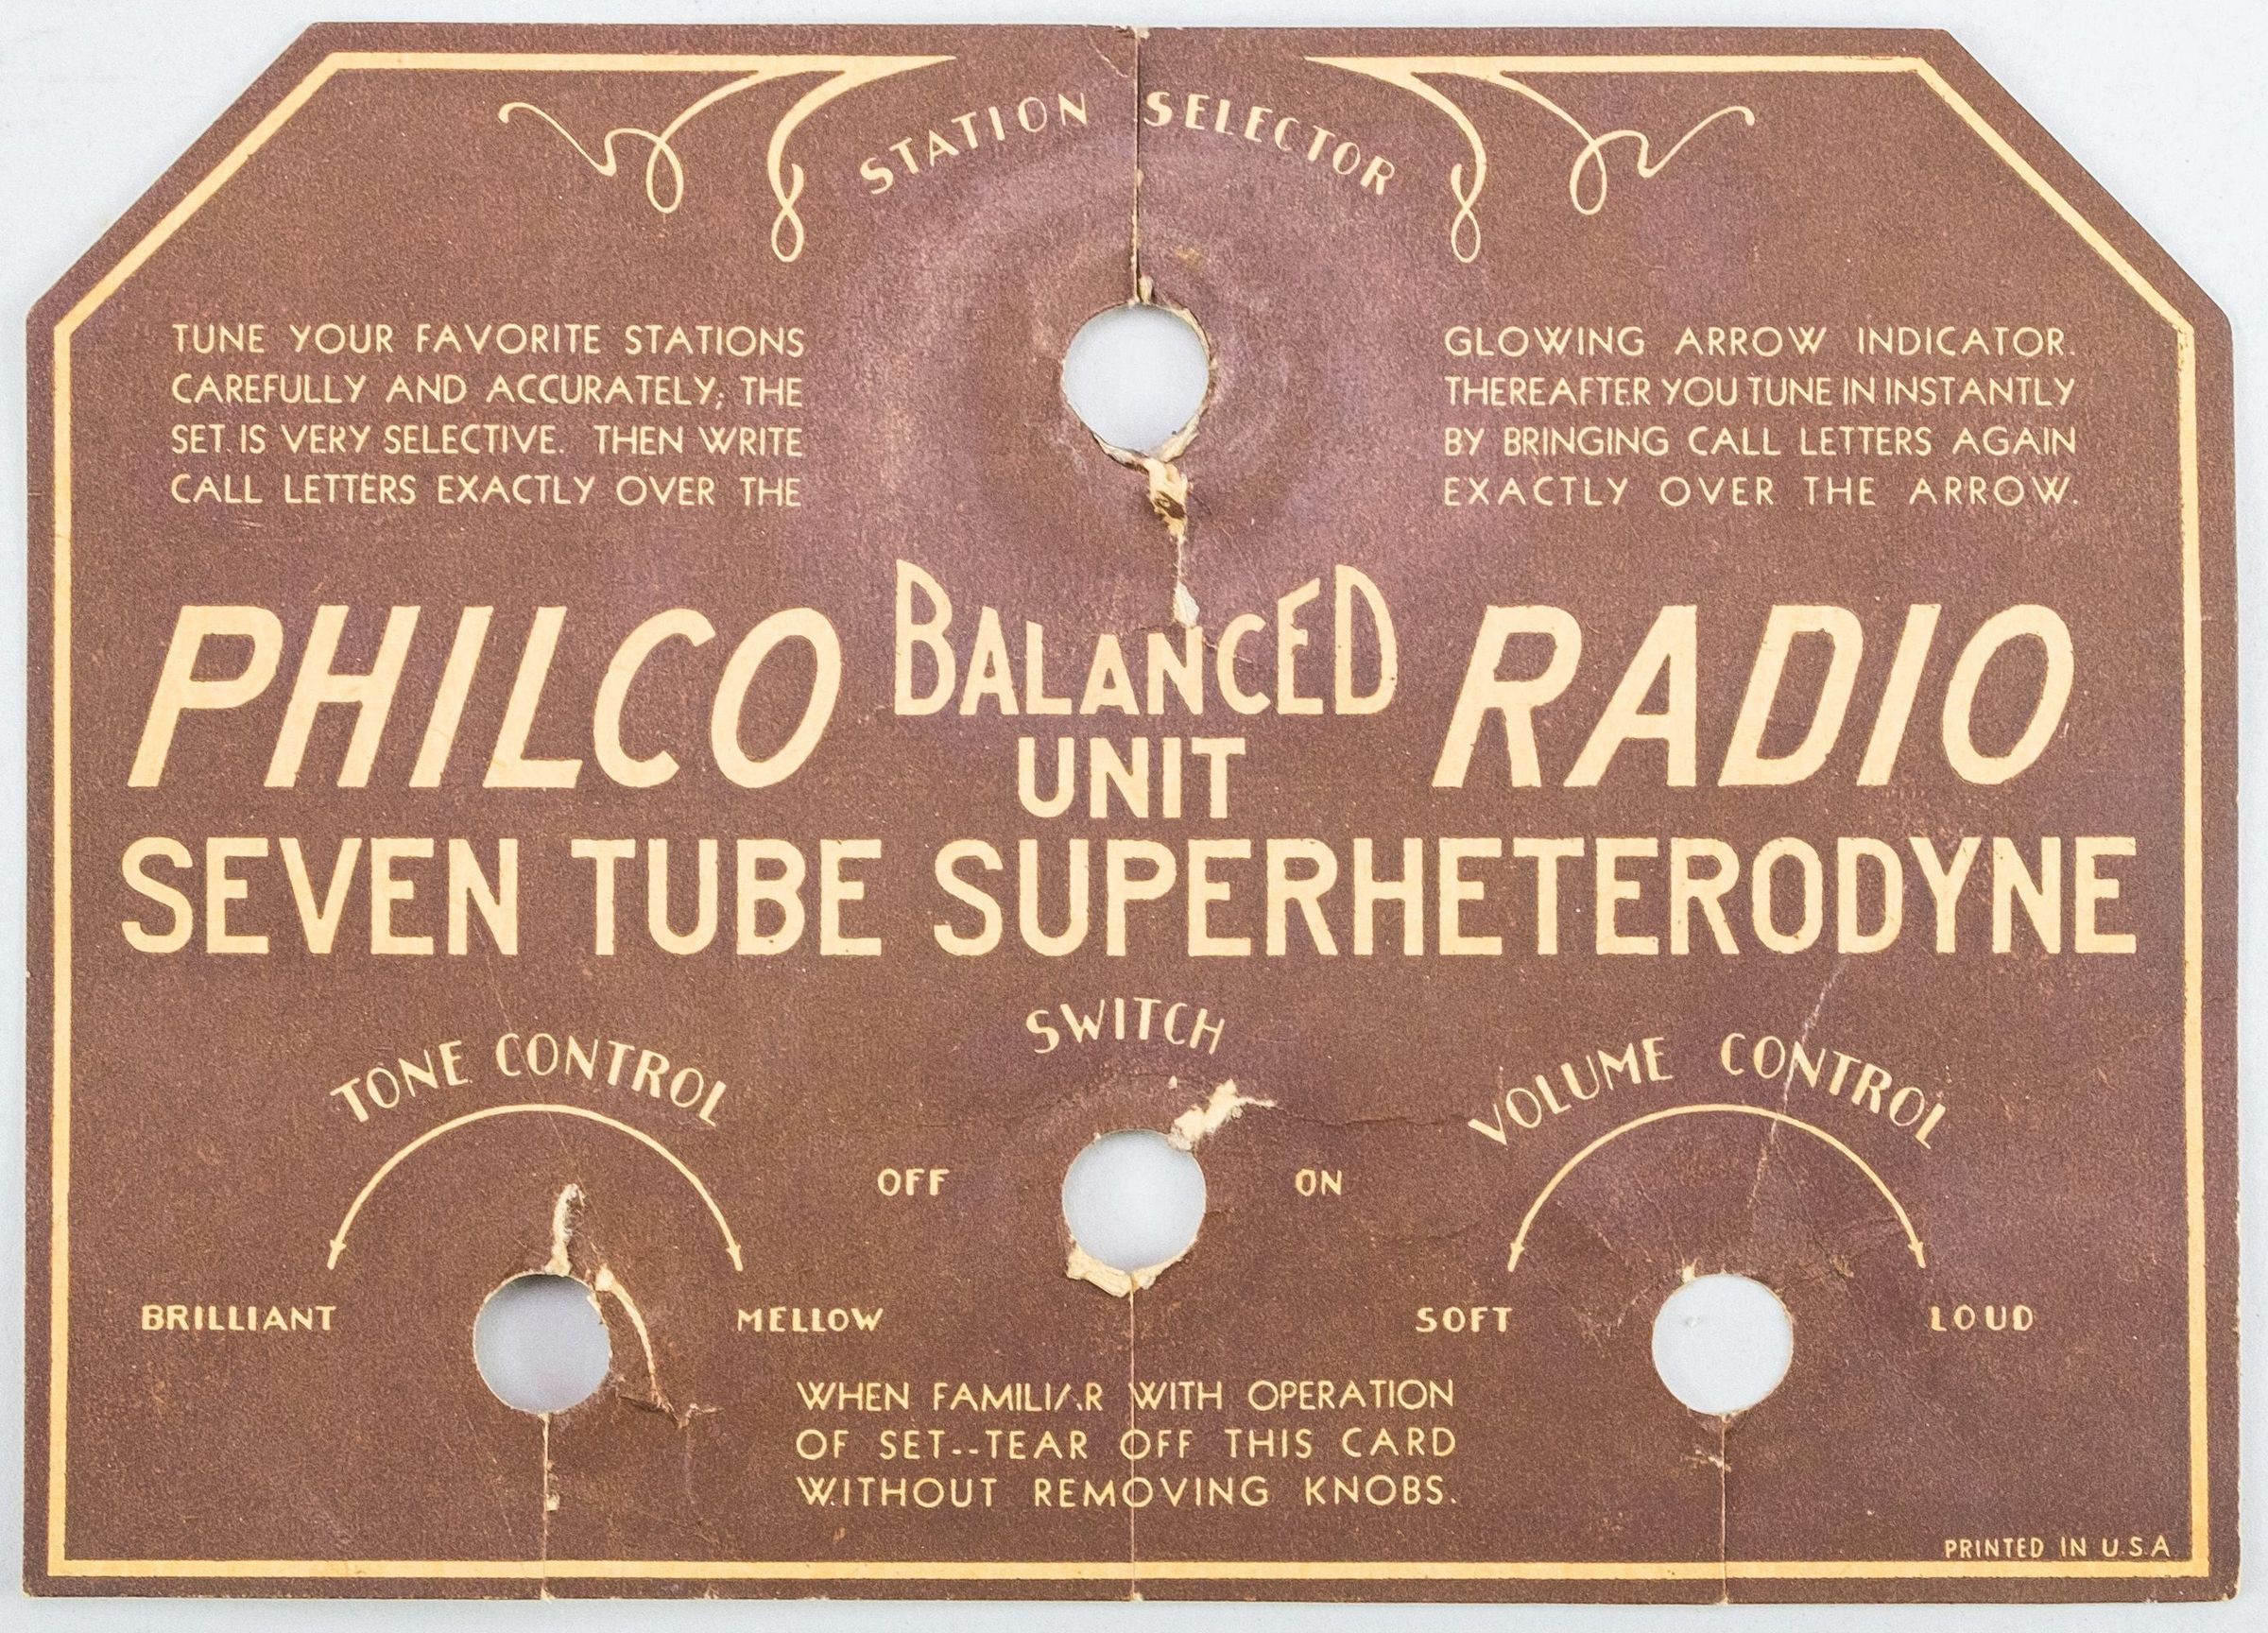 STATION SELECTOR
TUNE YOUR FAVORITE STATIONS
CAREFULLY AND ACCURATELY; THE
SET IS VERY SELECTIVE. THEN WRITE
CALL LETTERS EXACTLY OVER THE
GLOWING ARROW INDICATOR.
THEREAFTER YOU TUNE IN INSTANTLY
BY BRINGING CALL LETTERS AGAIN
EXACTLY OVER THE ARROW.
PHILCO BALANCED UNIT RADIO
SEVEN TUBE SUPERHETERODYNE
TONE CONTROL
BRILLIANT
MELLOW
SWITCH
OFF
ON
VOLUME CONTROL
SOFT
LOUD
WHEN FAMILIAR WITH OPERATION
OF SET--TEAR OFF THIS CARD
WITHOUT REMOVING KNOBS.
PRINTED IN U.S.A